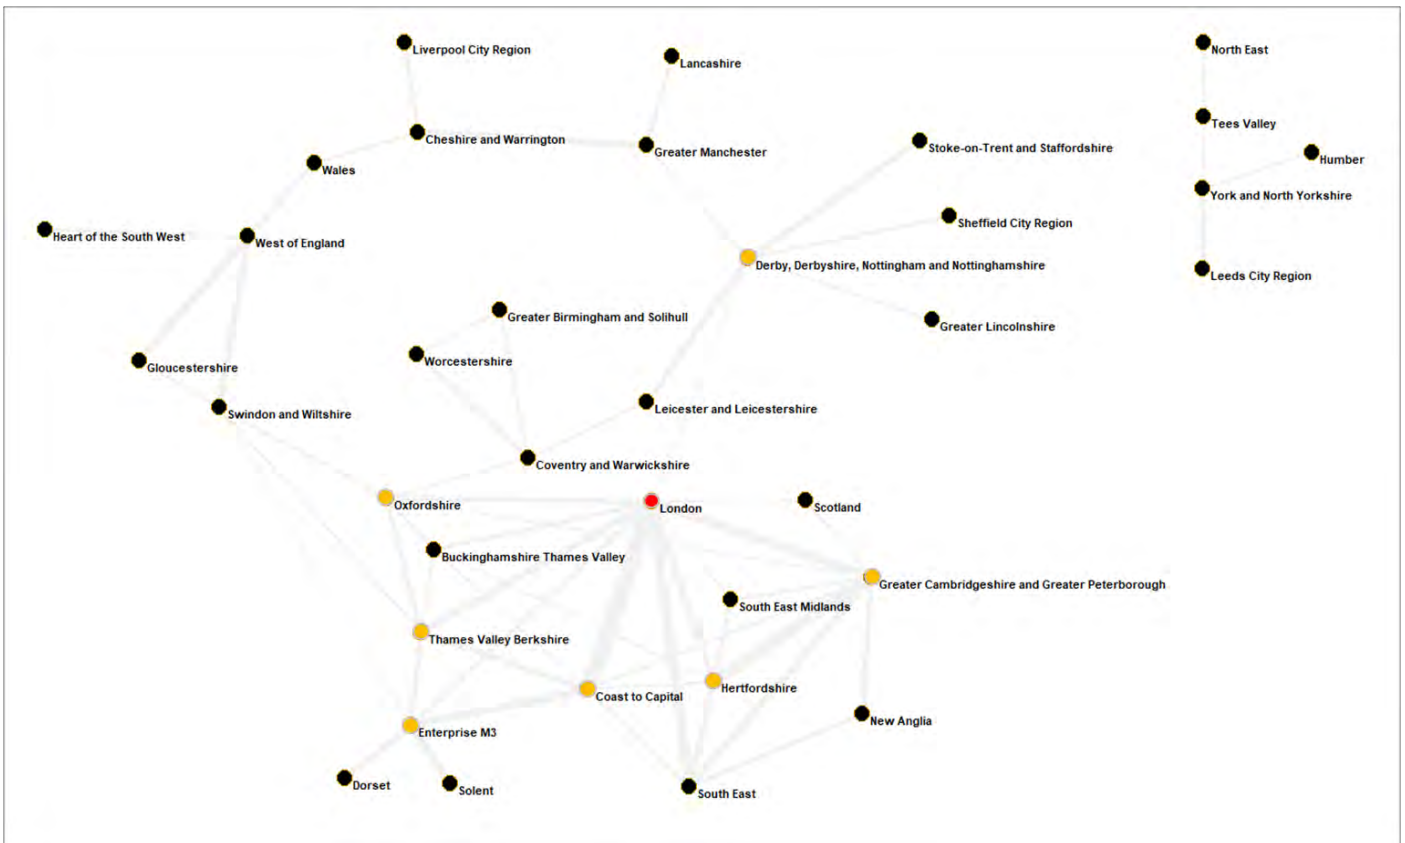 Liverpool City Region
North East
Lancashire
Tees Valley
Cheshire and Warrington
Stoke-on-Trent and Staffordshire
Greater Manchester
Humber
Wales
York and North Yorkshire
Sheffield City Region
Heart of the South West
West of England
Derby, Derbyshire, Nottingham and Nottinghamshire
Leeds City Region
Greater Birmingham and Solihull
Greater Lincolnshire
Worcestershire
Gloucestershire
Leicester and Leicestershire
Swindon and Wiltshire
Coventry and Warwickshire
Oxfordshire
London
Scotland
Buckinghamshire Thames Valley
Greater Cambridgeshire and Greater Peterborough
South East Midlands
Thames Valley Berkshire
Hertfordshire
Coast to Capital
New Anglia
Enterprise M3
Dorset
Solent
South East